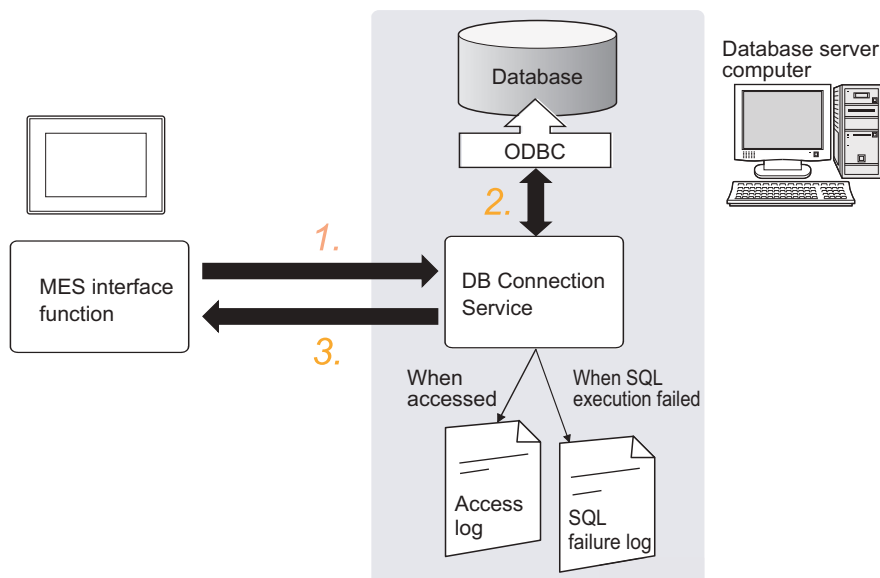 Database
Database server
computer
ODBC
2.
1.
MES interface
function
DB Connection
Service
3.
When
accessed
When SQL
execution failed
Access
log
SQL
failure log